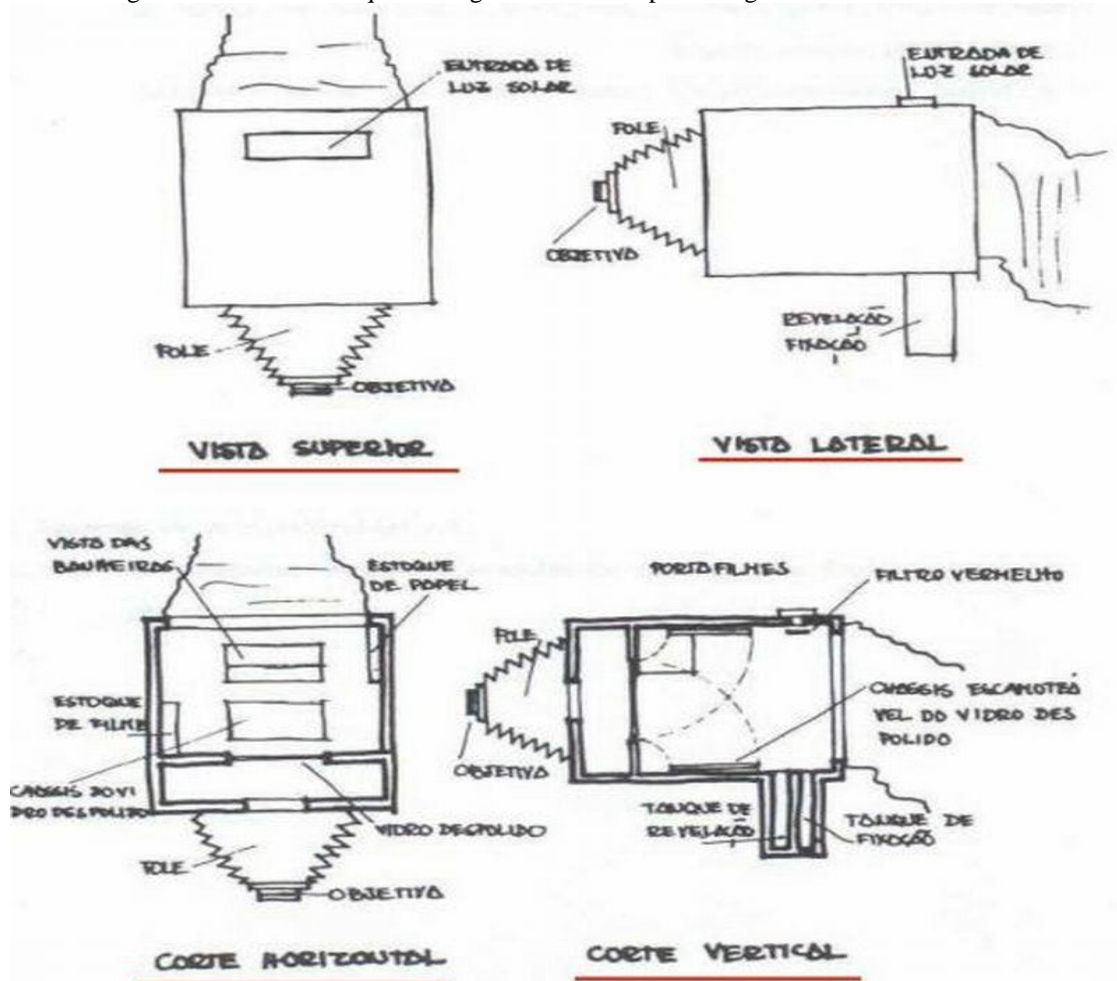 ENTRADA DE
LUZ SOLAR
FOLE
OBJETIVA
VISTA SUPERIOR
ENTRADA DE
LUZ SOLAR
FOLE
OBJETIVA
REVELAÇÃO
FIXAÇÃO
VISTA LATERAL
VISTA DAS
BANHEIRAS
ESTOQUE
DE PAPEL
ESTOQUE
DE FILME
CHASSIS DO VI
DRO DESPOLIDO
VIDRO DESPOLIDO
FOLE
OBJETIVA
CORTE HORIZONTAL
PORTA FILMES
FILTRO VERMELHO
FOLE
CHASSIS ESCAMOTEÁ
VEL DO VIDRO DES
POLIDO
OBJETIVA
TANQUE DE
REVELAÇÃO
TANQUE DE
FIXAÇÃO
CORTE VERTICAL